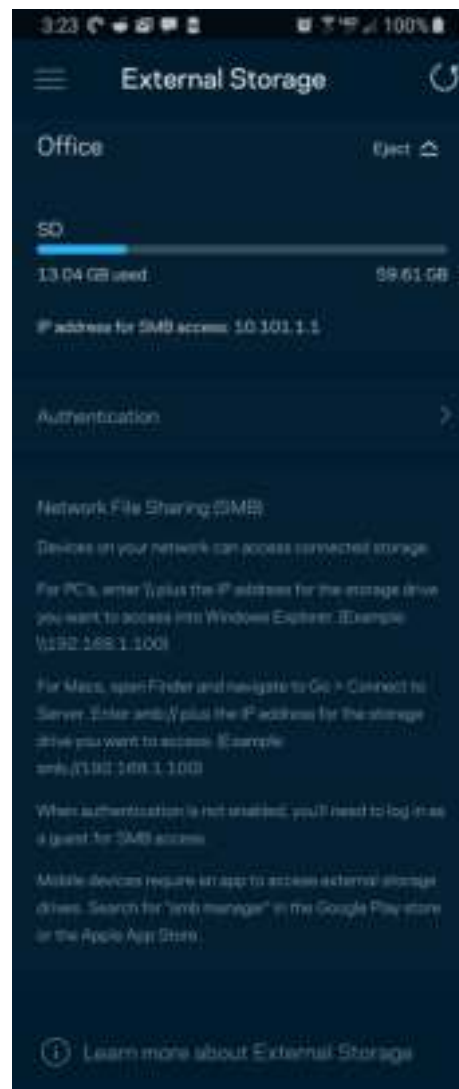 3:23 100%
External Storage
Office Eject
SD
13.04 GB used 59.61 GB
IP address for SMB access: 10.101.1.1
Authentication
Network File Sharing (SMB)
Devices on your network can access connected storage.
For PC's, enter \\ plus the IP address for the storage drive
you want to access into Windows Explorer. (Example:
\\192.168.1.100)
For Macs, open Finder and navigate to Go > Connect to
Server. Enter smb:// plus the IP address for the storage
drive you want to access. (Example:
smb://192.168.1.100)
When authentication is not enabled, you'll need to log in as
a guest for SMB access.
Mobile devices require an app to access external storage
drives. Search for "smb manager" in the Google Play store
or the Apple App Store.
Learn more about External Storage